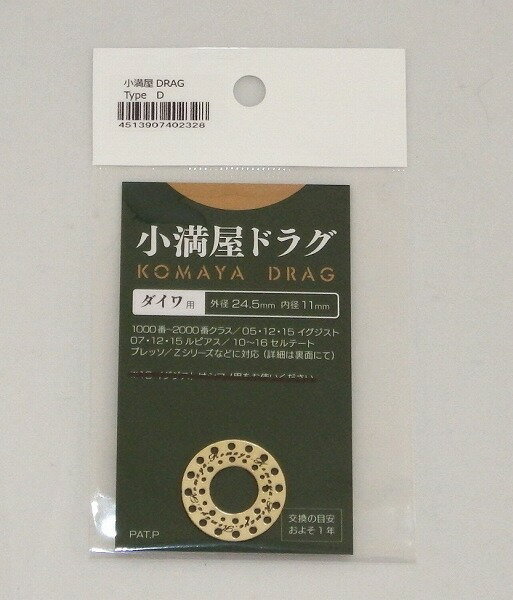 小満屋 DRAG
Type D
4513907402328
小満屋ドラグ
KOMAYA DRAG
ダイワ用 外径 24.5mm 内径 11mm
1000番~2000番クラス/05・12・15 イグジスト
07・12・15 ルビアス/10~16 セルテート
プレッソ/Zシリーズなどに対応(詳細は裏面にて)
Komaya
PAT.P
交換の目安
およそ1年